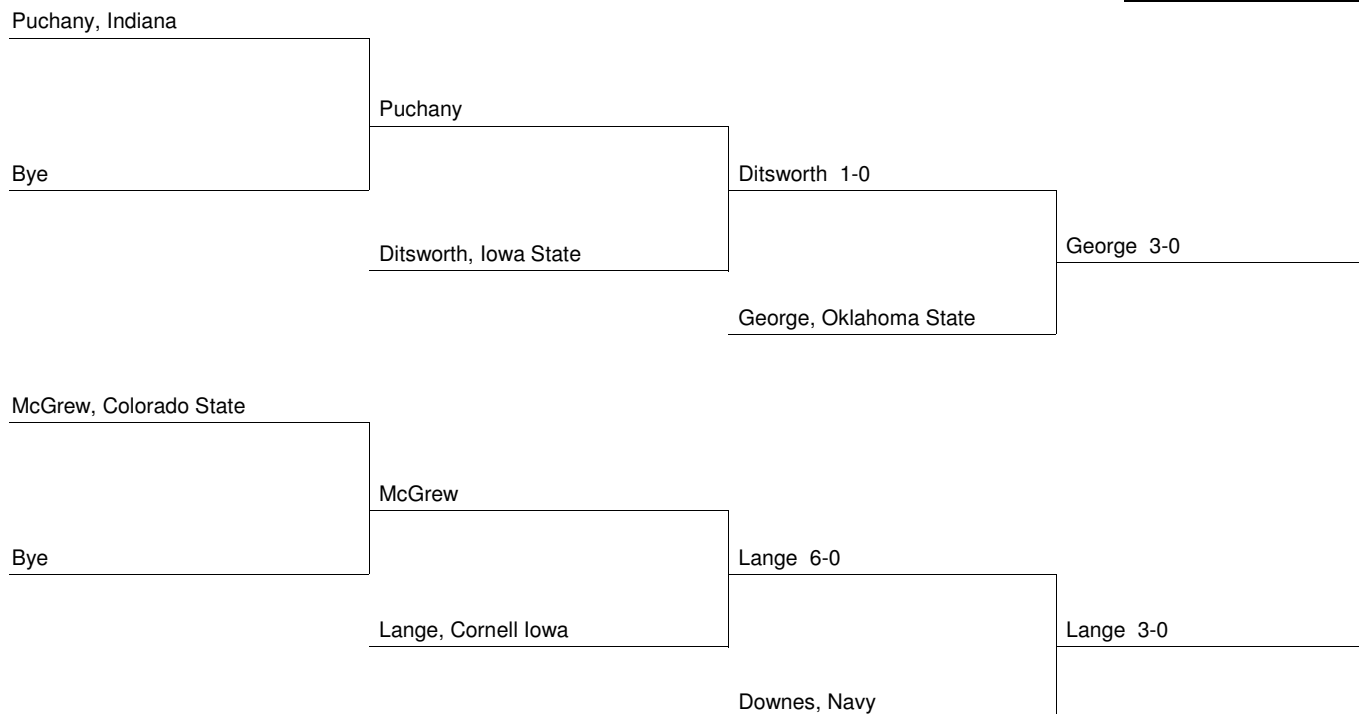 Puchany, Indiana
Puchany
Bye
Ditsworth 1-0
Ditsworth, Iowa State
George 3-0
George, Oklahoma State
McGrew, Colorado State
McGrew
Bye
Lange 6-0
Lange, Cornell Iowa
Lange 3-0
Downes, Navy